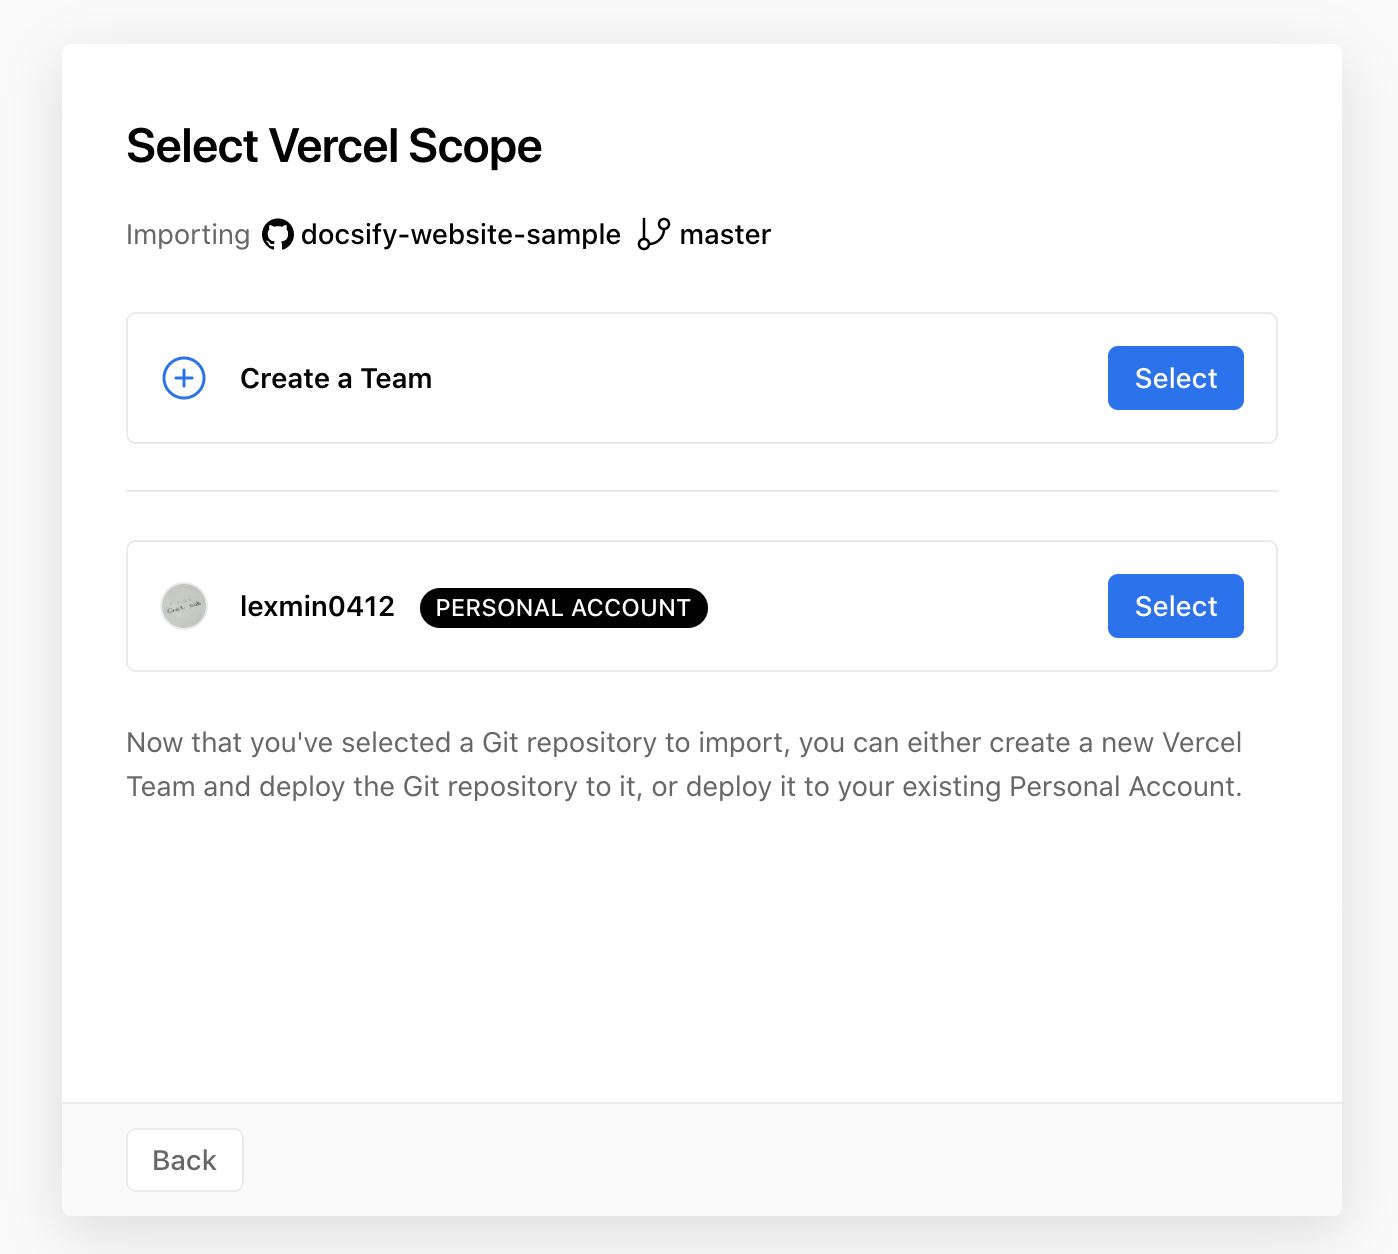 Select Vercel Scope
Importing docsify-website-sample master
Create a Team
Select
lexmin0412 PERSONAL ACCOUNT
Select
Now that you've selected a Git repository to import, you can either create a new Vercel
Team and deploy the Git repository to it, or deploy it to your existing Personal Account.
Back